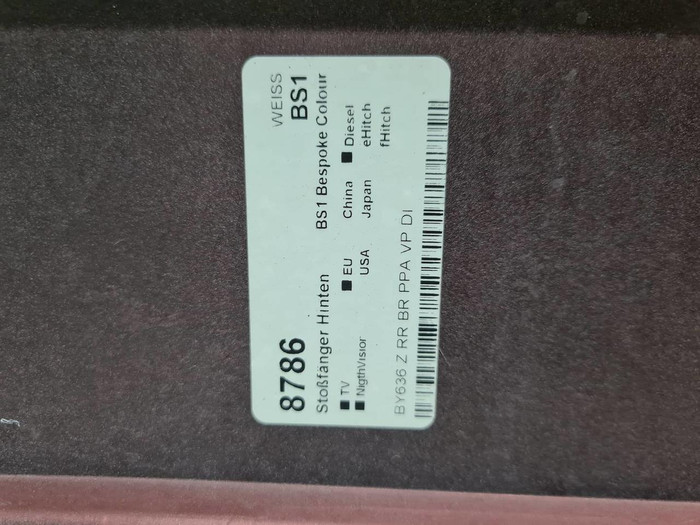 WEISS
8786 BS1
Stoßfänger Hinten BS1 Bespoke Colour
TV EU China Diesel
NigthVisior USA Japan eHitch
fHitch
BY636 Z RR BR PPA VP DI